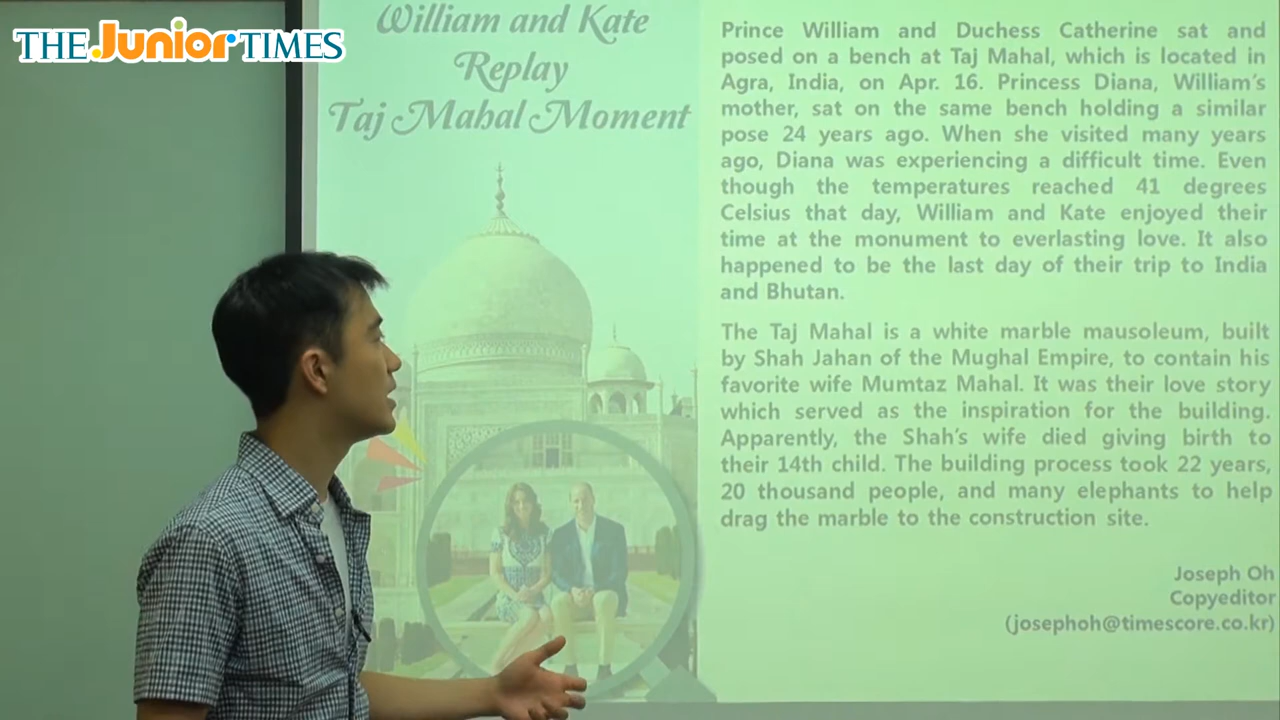 THE Junior TIMES
William and Kate
Replay
Taj Mahal Moment
Prince William and Duchess Catherine sat and
posed on a bench at Taj Mahal, which is located in
Agra, India, on Apr. 16. Princess Diana, William's
mother, sat on the same bench holding a similar
pose 24 years ago. When she visited many years
ago, Diana was experiencing a difficult time. Even
though the temperatures reached 41 degrees
Celsius that day, William and Kate enjoyed their
time at the monument to everlasting love. It also
happened to be the last day of their trip to India
and Bhutan.
The Taj Mahal is a white marble mausoleum, built
by Shah Jahan of the Mughal Empire, to contain his
favorite wife Mumtaz Mahal. It was their love story
which served as the inspiration for the building.
Apparently, the Shah's wife died giving birth to
their 14th child. The building process took 22 years,
20 thousand people, and many elephants to help
drag the marble to the construction site.
Joseph Oh
Copyeditor
(josephoh@timescore.co.kr)